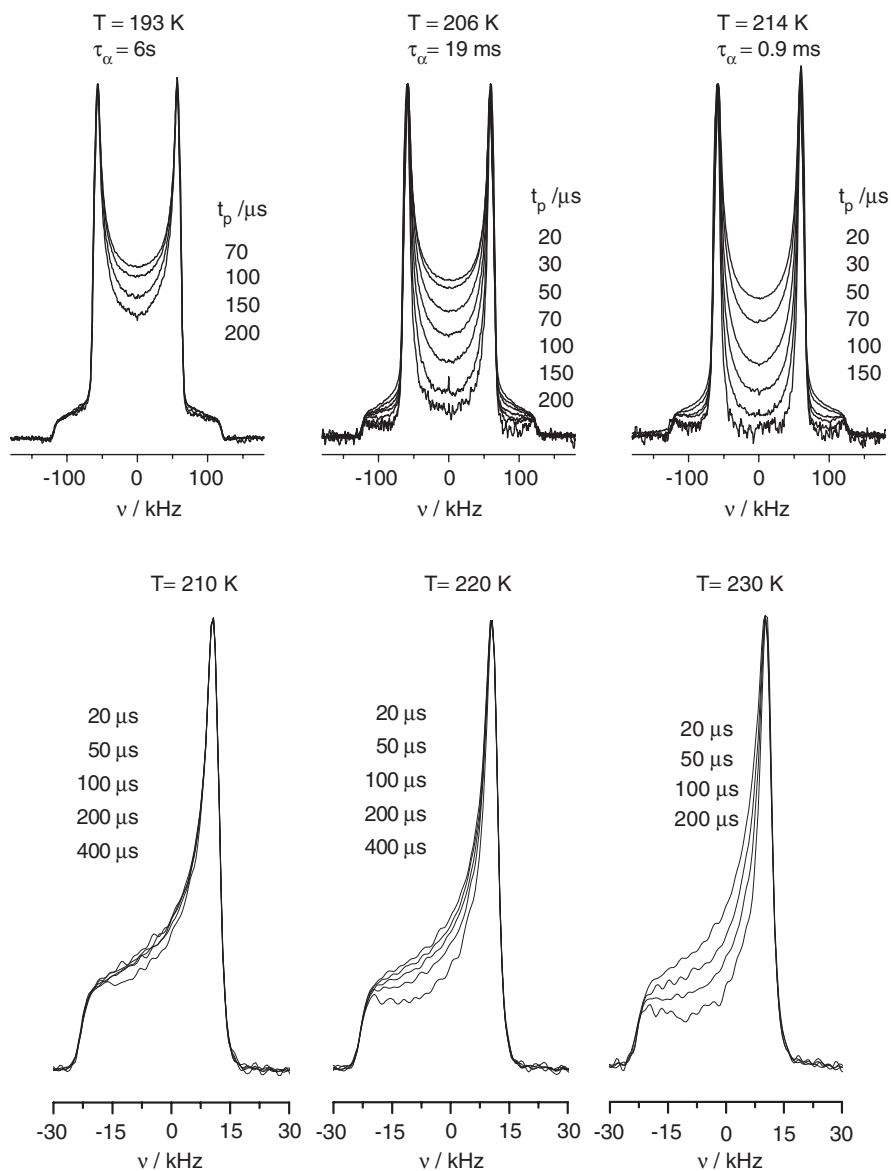 T = 193 K
τα = 6s
tp /μs
70
100
150
200
-100 0 100
ν / kHz
T = 206 K
τα = 19 ms
tp /μs
20
30
50
70
100
150
200
-100 0 100
ν / kHz
T = 214 K
τα = 0.9 ms
tp /μs
20
30
50
70
100
150
-100 0 100
ν / kHz
T= 210 K
20 μs
50 μs
100 μs
200 μs
400 μs
-30 -15 0 15 30
ν / kHz
T= 220 K
20 μs
50 μs
100 μs
200 μs
400 μs
-30 -15 0 15 30
ν / kHz
T= 230 K
20 μs
50 μs
100 μs
200 μs
-30 -15 0 15 30
ν / kHz